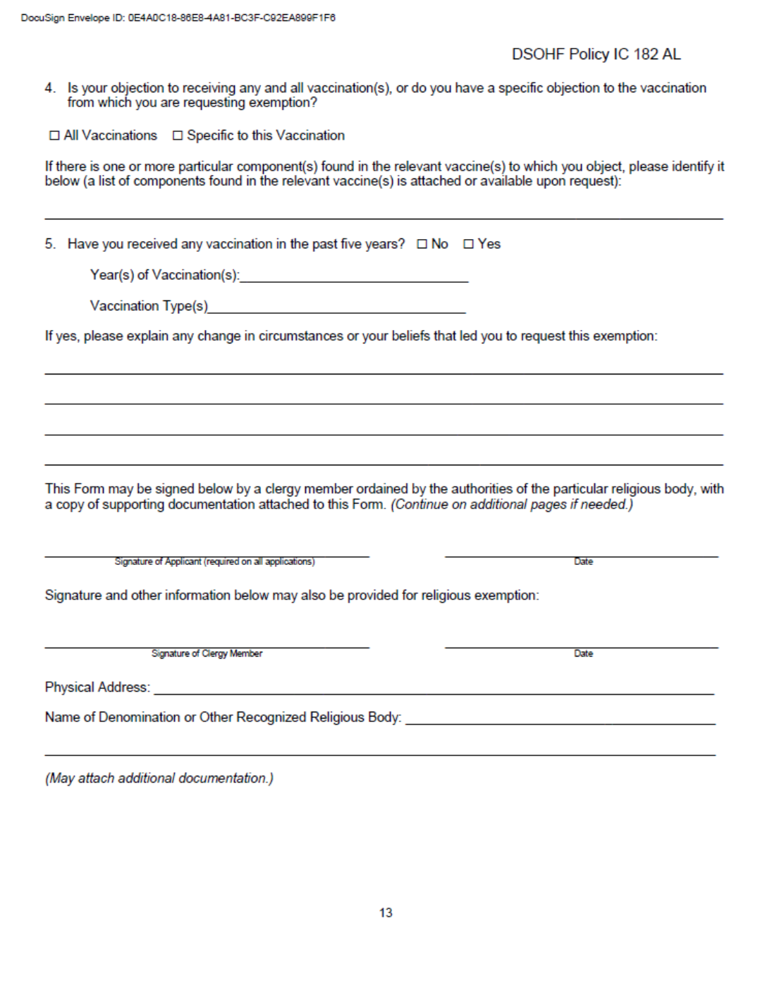 DocuSign Envelope ID: 0E4A0C18-86E8-4A81-BC3F-C92EA899F1F6
DSOHF Policy IC 182 AL
4. Is your objection to receiving any and all vaccination(s), or do you have a specific objection to the vaccination
from which you are requesting exemption?
☐ All Vaccinations ☐ Specific to this Vaccination
If there is one or more particular component(s) found in the relevant vaccine(s) to which you object, please identify it
below (a list of components found in the relevant vaccine(s) is attached or available upon request):
5. Have you received any vaccination in the past five years? ☐ No ☐ Yes
Year(s) of Vaccination(s):
Vaccination Type(s)
If yes, please explain any change in circumstances or your beliefs that led you to request this exemption:
This Form may be signed below by a clergy member ordained by the authorities of the particular religious body, with
a copy of supporting documentation attached to this Form. (Continue on additional pages if needed.)
Signature of Applicant (required on all applications) Date
Signature and other information below may also be provided for religious exemption:
Signature of Clergy Member Date
Physical Address:
Name of Denomination or Other Recognized Religious Body:
(May attach additional documentation.)
13